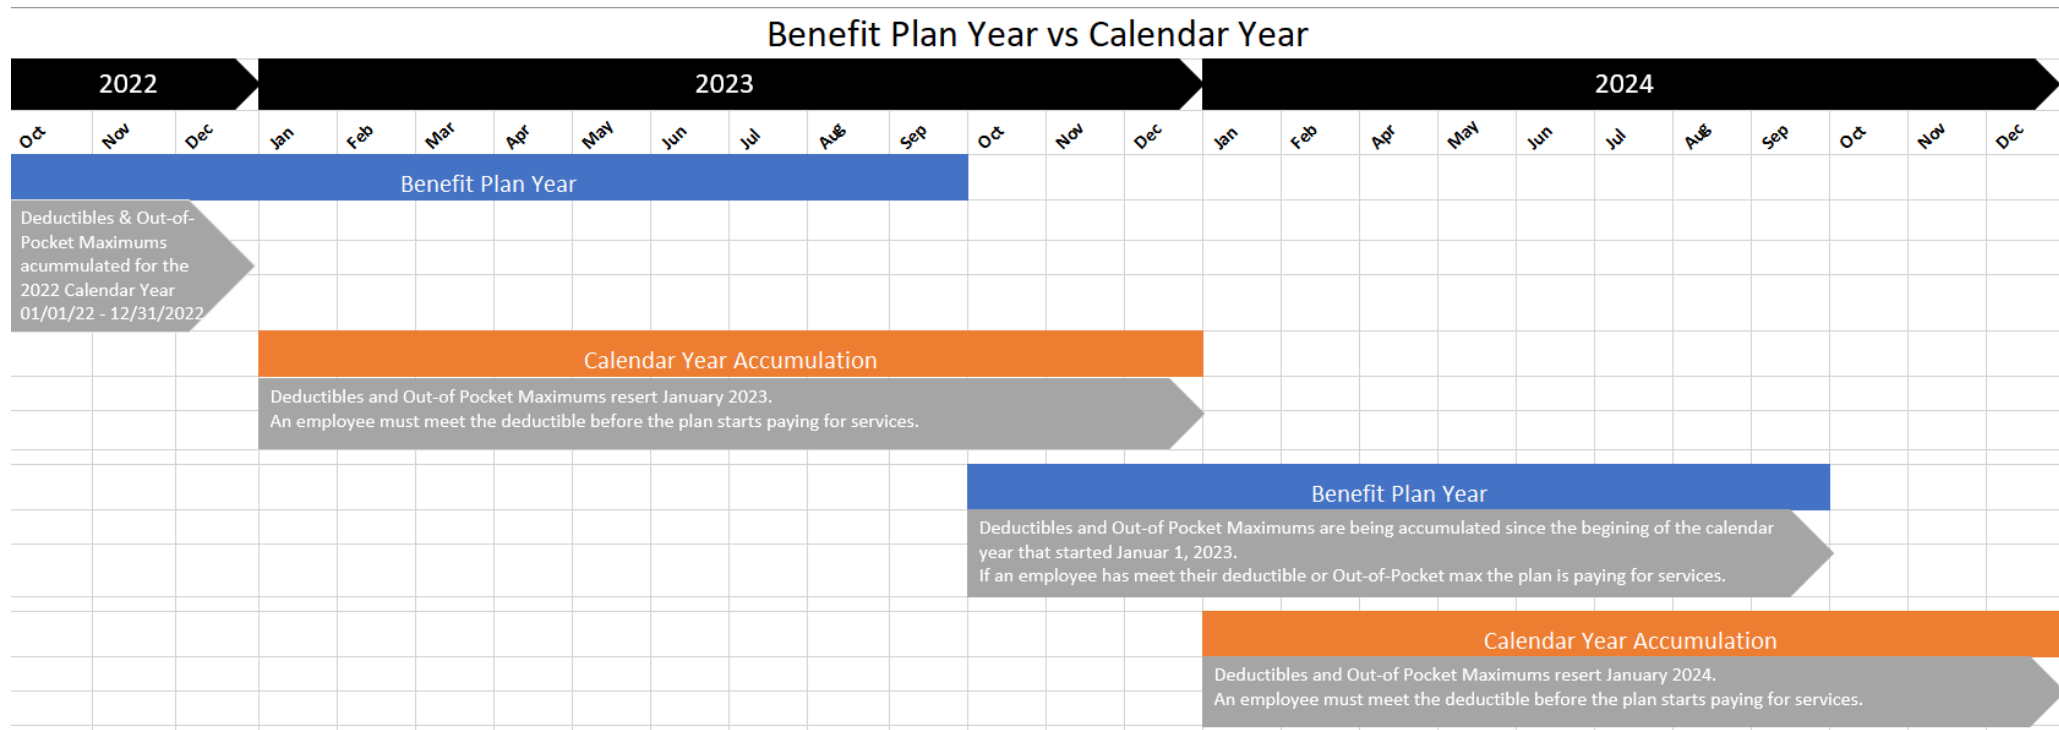 Benefit Plan Year vs Calendar Year
2022 2023 2024
Oct Nov Dec Jan Feb Mar Apr May Jun Jul Aug Sep Oct Nov Dec Jan Feb Apr May Jun Jul Aug Sep Oct Nov Dec
Benefit Plan Year
Deductibles & Out-of-
Pocket Maximums
acummulated for the
2022 Calendar Year
01/01/22 - 12/31/2022
Calendar Year Accumulation
Deductibles and Out-of Pocket Maximums resert January 2023.
An employee must meet the deductible before the plan starts paying for services.
Benefit Plan Year
Deductibles and Out-of Pocket Maximums are being accumulated since the begining of the calendar
year that started Januar 1, 2023.
If an employee has meet their deductible or Out-of-Pocket max the plan is paying for services.
Calendar Year Accumulation
Deductibles and Out-of Pocket Maximums resert January 2024.
An employee must meet the deductible before the plan starts paying for services.